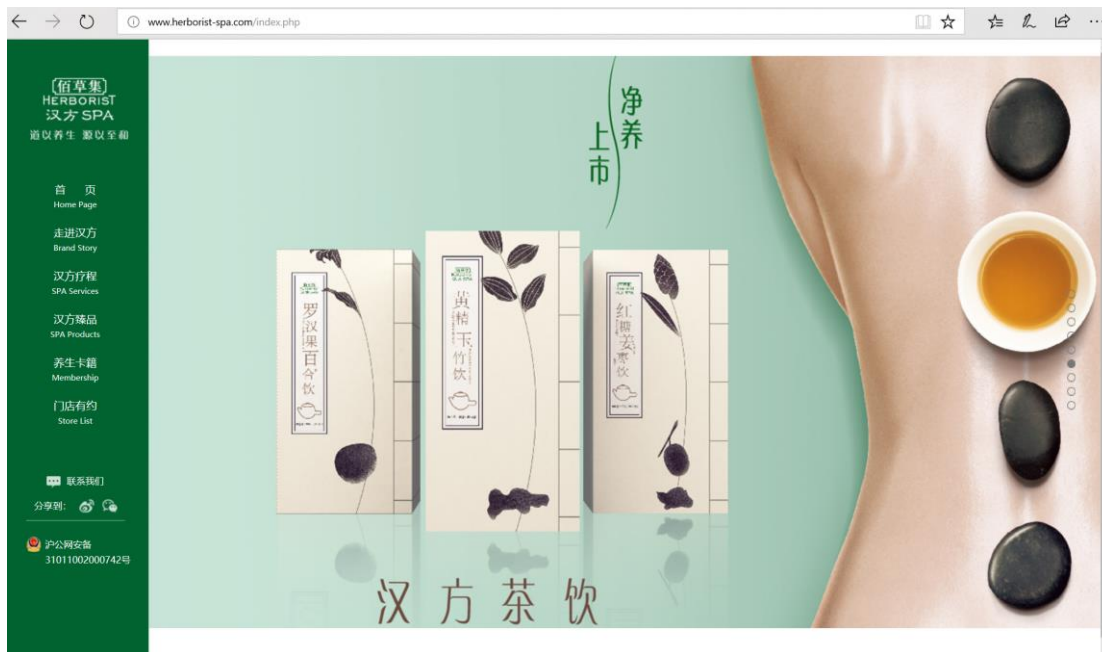 www.herborist-spa.com/index.php
佰草集
HERBORIST
汉方 SPA
道以养生 源以至和
首 页
Home Page
走进汉方
Brand Story
汉方疗程
SPA Services
汉方臻品
SPA Products
养生卡籍
Membership
门店有约
Store List
联系我们
分享到：
沪公网安备
31011002000742号
净养
上市
罗汉果百合饮
黄精玉竹饮
红糖姜枣饮
汉方茶饮